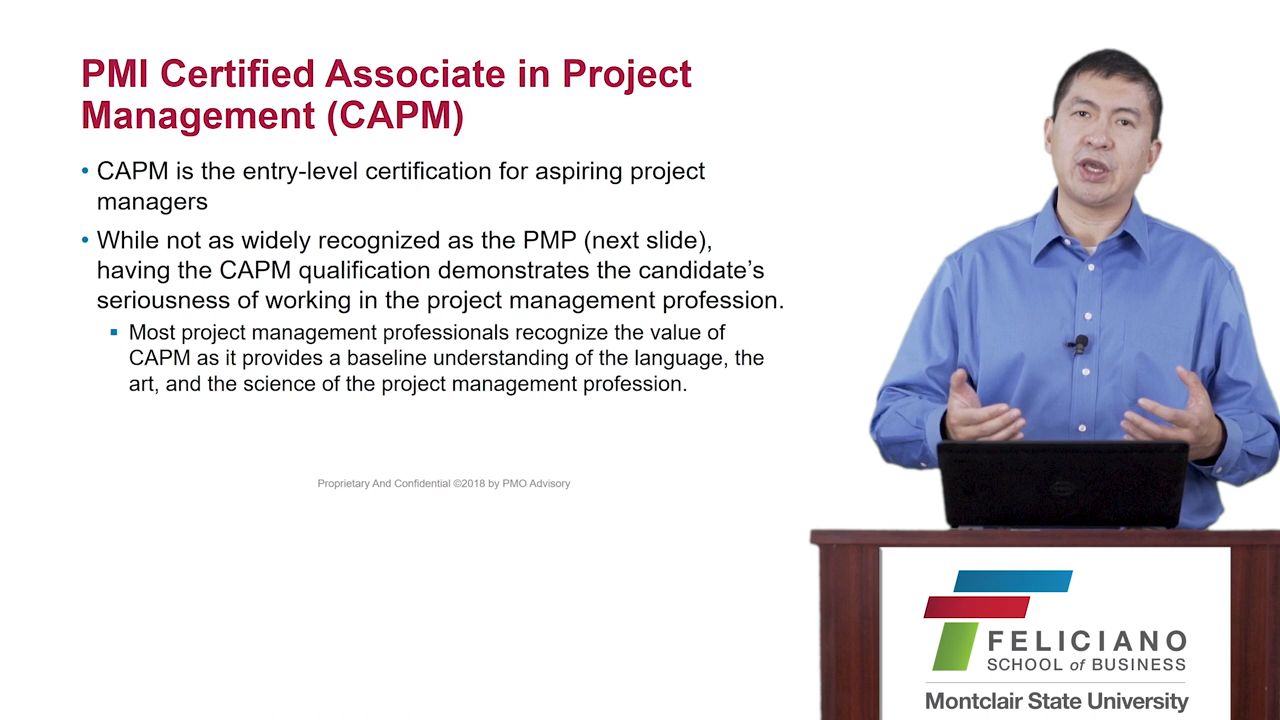 PMI Certified Associate in Project
Management (CAPM)
• CAPM is the entry-level certification for aspiring project
managers
• While not as widely recognized as the PMP (next slide),
having the CAPM qualification demonstrates the candidate’s
seriousness of working in the project management profession.
▪ Most project management professionals recognize the value of
CAPM as it provides a baseline understanding of the language, the
art, and the science of the project management profession.
Proprietary And Confidential ©2018 by PMO Advisory
FELICIANO
SCHOOL of BUSINESS
Montclair State University